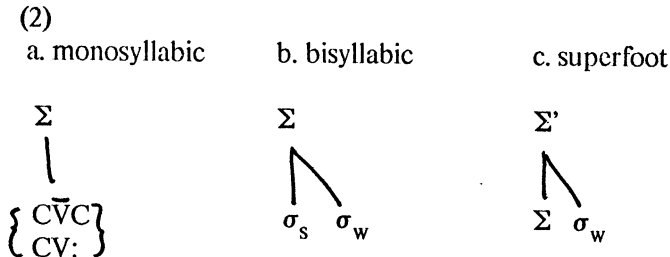 (2)
a. monosyllabic b. bisyllabic c. superfoot
Σ Σ Σ’
{ CV̄C }
{ CV: } σs σw Σ σw